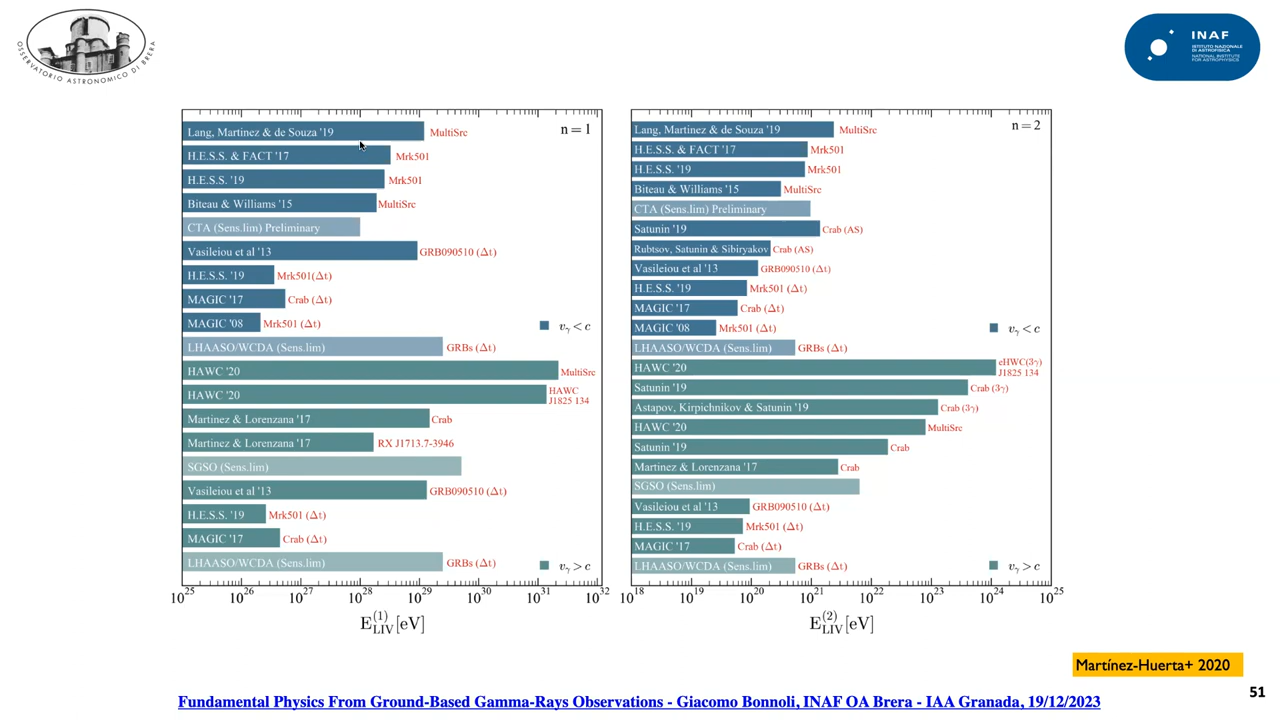 OSSERVATORIO ASTRONOMICO DI BRERA
INAF
ISTITUTO NAZIONALE
DI ASTROFISICA
NATIONAL INSTITUTE
FOR ASTROPHYSICS
n = 1
Lang, Martinez & de Souza '19 MultiSrc
H.E.S.S. & FACT '17 Mrk501
H.E.S.S. '19 Mrk501
Biteau & Williams '15 MultiSrc
CTA (Sens.lim) Preliminary
Vasileiou et al '13 GRB090510 (Δt)
H.E.S.S. '19 Mrk501(Δt)
MAGIC '17 Crab (Δt)
MAGIC '08 Mrk501 (Δt)
vγ < c
LHAASO/WCDA (Sens.lim) GRBs (Δt)
HAWC '20 MultiSrc
HAWC '20 HAWC
J1825 134
Martinez & Lorenzana '17 Crab
Martinez & Lorenzana '17 RX J1713.7-3946
SGSO (Sens.lim)
Vasileiou et al '13 GRB090510 (Δt)
H.E.S.S. '19 Mrk501 (Δt)
MAGIC '17 Crab (Δt)
LHAASO/WCDA (Sens.lim) GRBs (Δt)
vγ > c
10^25 10^26 10^27 10^28 10^29 10^30 10^31 10^32
E_LIV^(1) [eV]
n = 2
Lang, Martinez & de Souza '19 MultiSrc
H.E.S.S. & FACT '17 Mrk501
H.E.S.S. '19 Mrk501
Biteau & Williams '15 MultiSrc
CTA (Sens.lim) Preliminary
Satunin '19 Crab (AS)
Rubtsov, Satunin & Sibiryakov Crab (AS)
Vasileiou et al '13 GRB090510 (Δt)
H.E.S.S. '19 Mrk501 (Δt)
MAGIC '17 Crab (Δt)
MAGIC '08 Mrk501 (Δt)
vγ < c
LHAASO/WCDA (Sens.lim) GRBs (Δt)
HAWC '20 eHWC(3γ)
J1825 134
Satunin '19 Crab (3γ)
Astapov, Kirpichnikov & Satunin '19 Crab (3γ)
HAWC '20 MultiSrc
Satunin '19 Crab
Martinez & Lorenzana '17 Crab
SGSO (Sens.lim)
Vasileiou et al '13 GRB090510 (Δt)
H.E.S.S. '19 Mrk501 (Δt)
MAGIC '17 Crab (Δt)
LHAASO/WCDA (Sens.lim) GRBs (Δt)
vγ > c
10^18 10^19 10^20 10^21 10^22 10^23 10^24 10^25
E_LIV^(2) [eV]
Martínez-Huerta+ 2020
51
Fundamental Physics From Ground-Based Gamma-Rays Observations - Giacomo Bonnoli, INAF OA Brera - IAA Granada, 19/12/2023